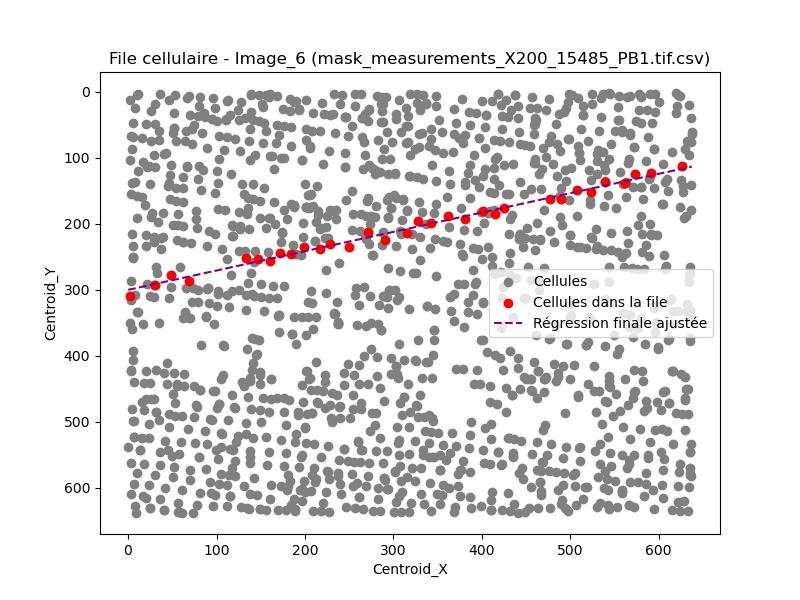 File cellulaire - Image_6 (mask_measurements_X200_15485_PB1.tif.csv)
Centroid_Y
0
100
200
300
400
500
600
Cellules
Cellules dans la file
Régression finale ajustée
0 100 200 300 400 500 600
Centroid_X